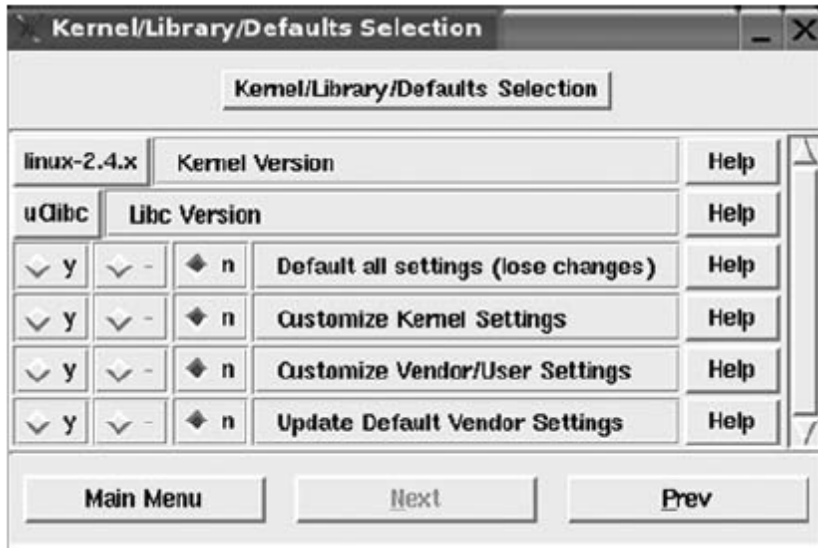 Kernel/Library/Defaults Selection
Kernel/Library/Defaults Selection
linux-2.4.x Kernel Version Help
uClibc Libc Version Help
y - n Default all settings (lose changes) Help
y - n Customize Kernel Settings Help
y - n Customize Vendor/User Settings Help
y - n Update Default Vendor Settings Help
Main Menu Next Prev